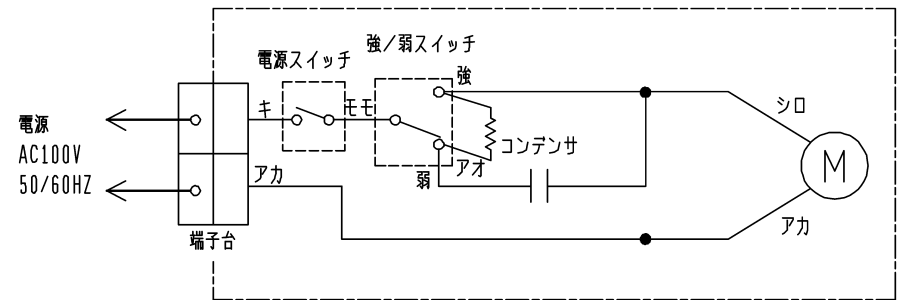 強/弱スイッチ
電源スイッチ
強
キ
モモ
シロ
電源
AC100V
50/60HZ
コンデンサ
M
アカ
アオ
弱
アカ
端子台